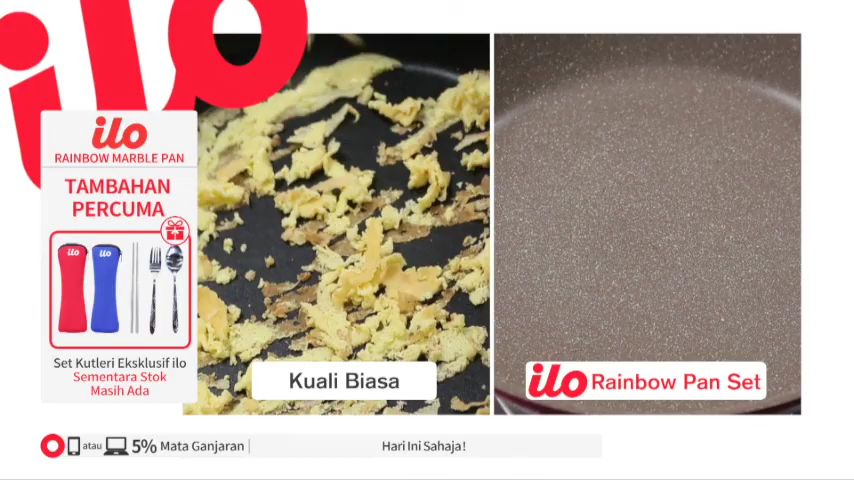 ilo
ilo
RAINBOW MARBLE PAN
TAMBAHAN
PERCUMA
ilo
ilo
Set Kutleri Eksklusif ilo
Sementara Stok
Masih Ada
Kuali Biasa
ilo Rainbow Pan Set
atau 5% Mata Ganjaran
Hari Ini Sahaja!